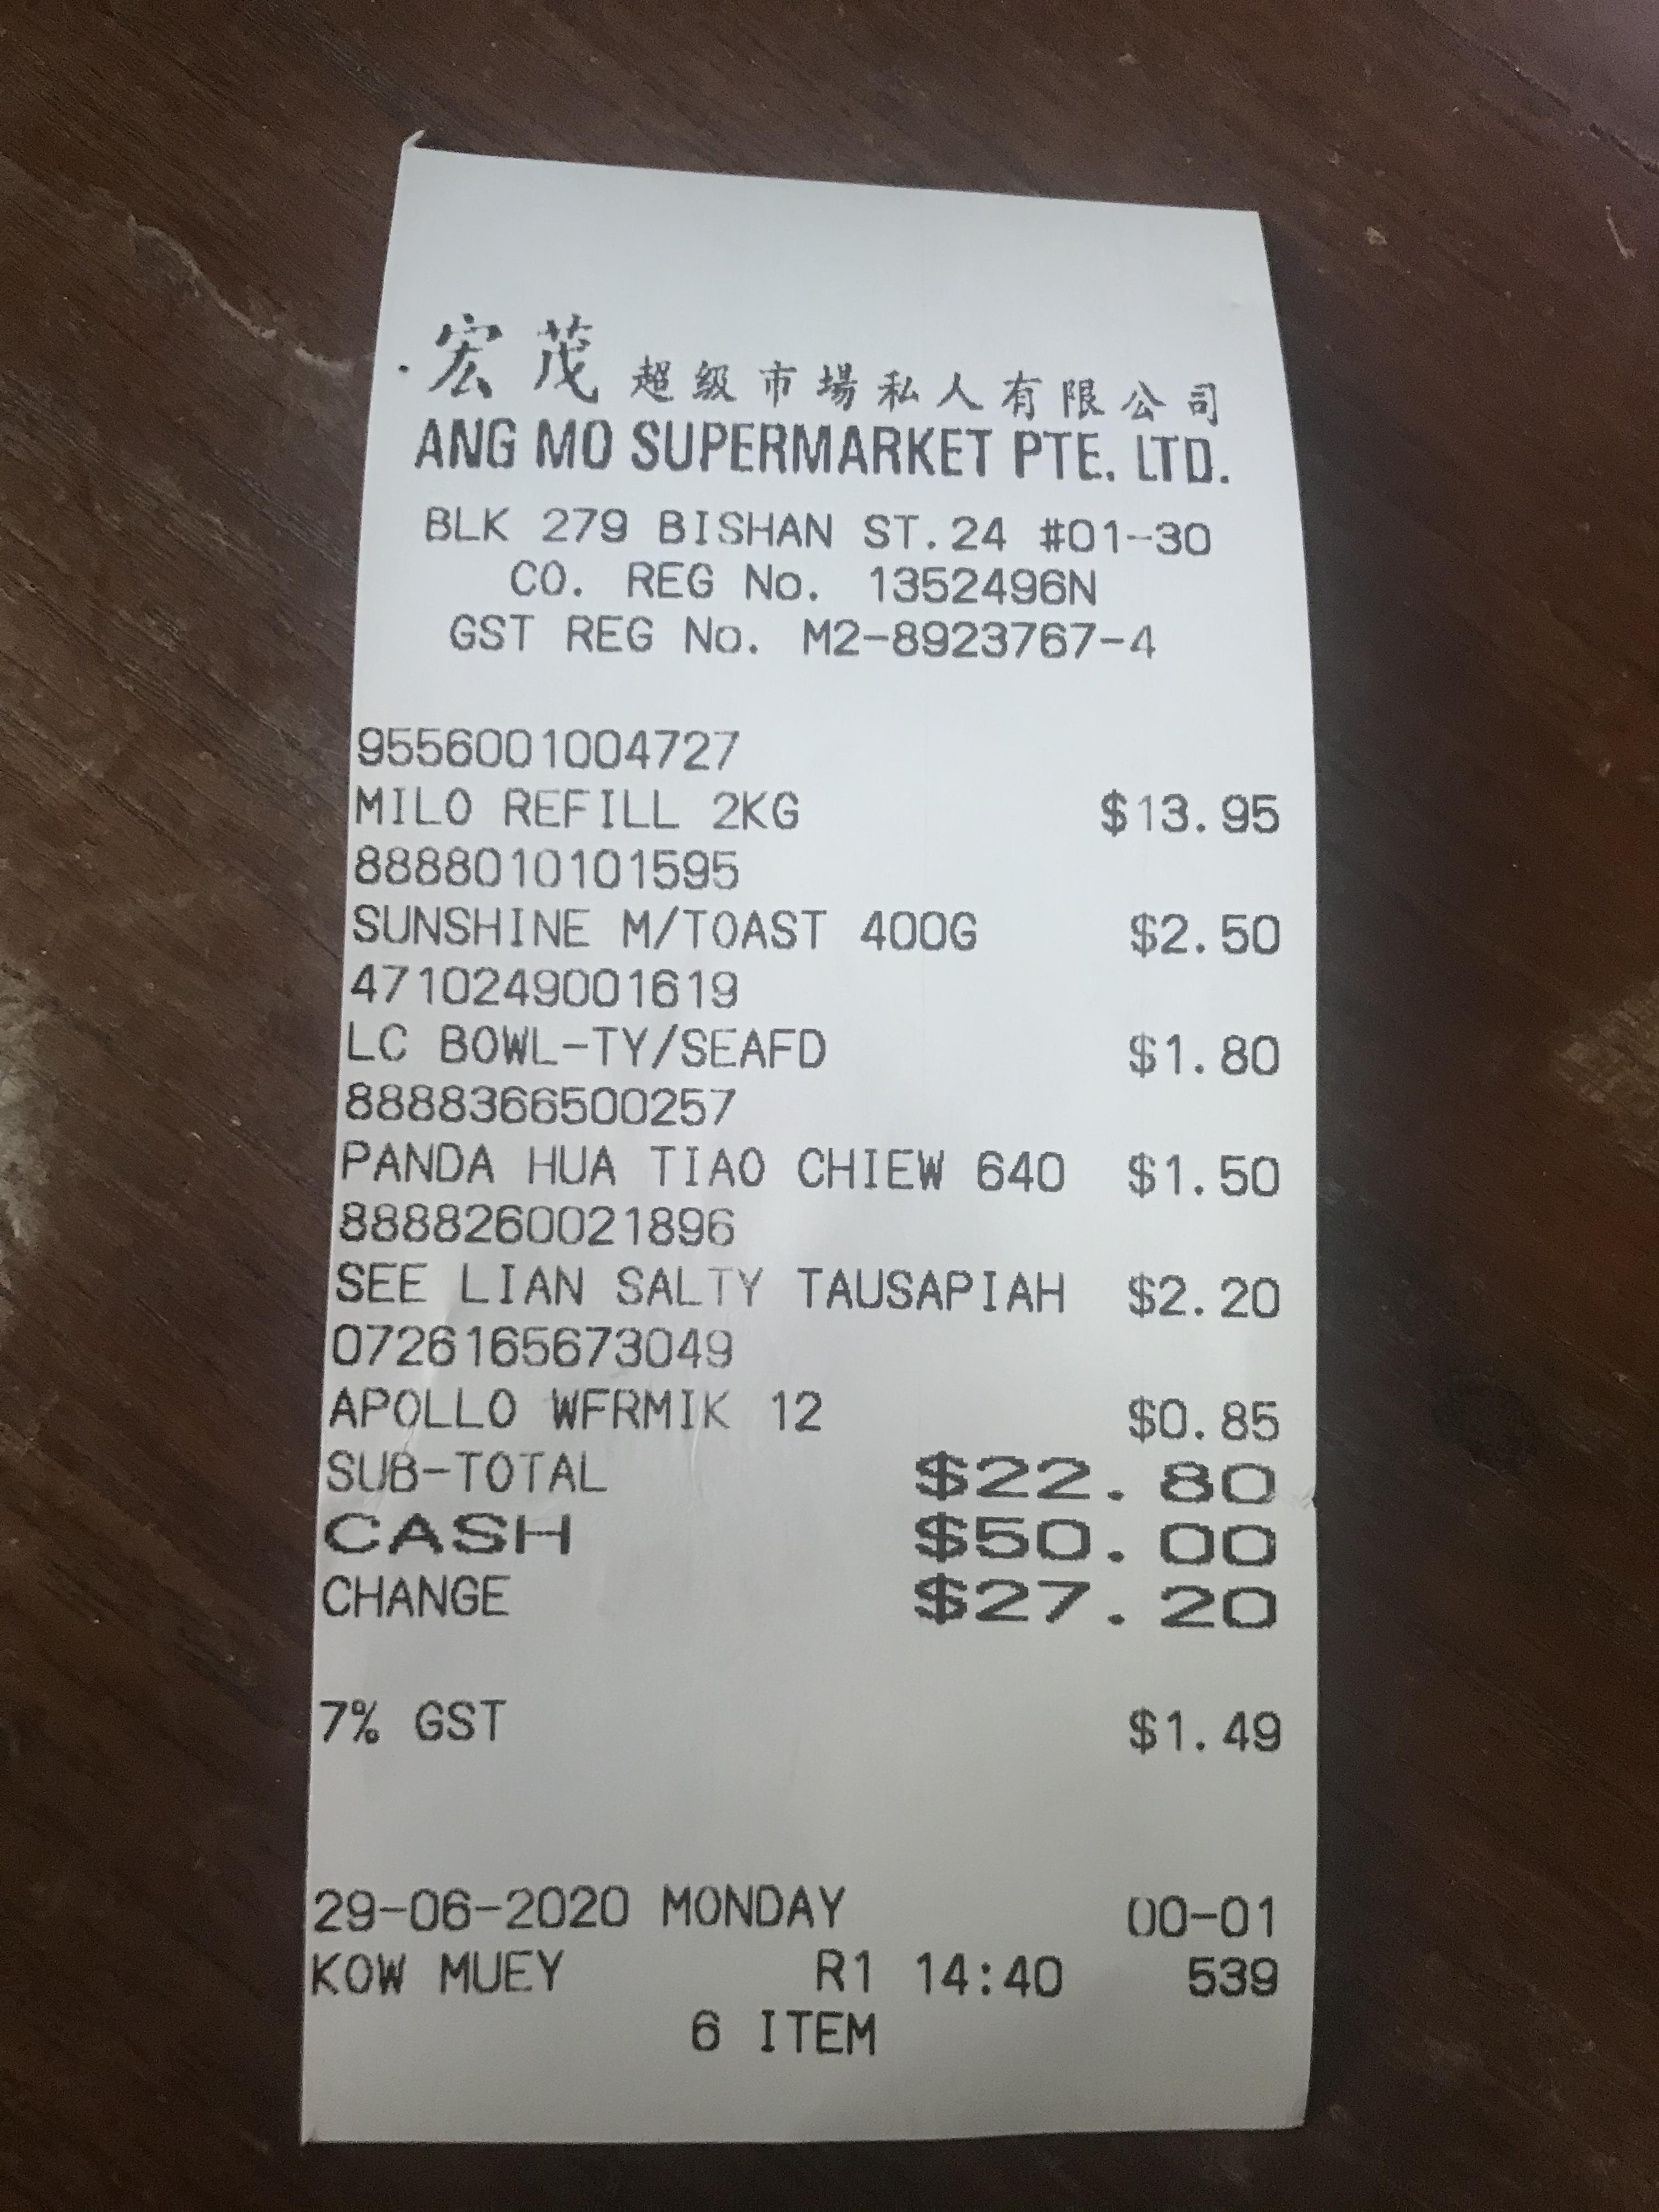 宏茂超级市場私人有限公司
ANG MO SUPERMARKET PTE. LTD.
BLK 279 BISHAN ST.24 #01-30
CO. REG No. 1352496N
GST REG No. M2-8923767-4
9556001004727
MILO REFILL 2KG $13.95
8888010101595
SUNSHINE M/TOAST 400G $2.50
4710249001619
LC BOWL-TY/SEAFD $1.80
8888366500257
PANDA HUA TIAO CHIEW 640 $1.50
8888260021896
SEE LIAN SALTY TAUSAPIAH $2.20
0726165673049
APOLLO WFRMIK 12 $0.85
SUB-TOTAL $22.80
CASH $50.00
CHANGE $27.20
7% GST $1.49
29-06-2020 MONDAY 00-01
KOW MUEY R1 14:40 539
6 ITEM